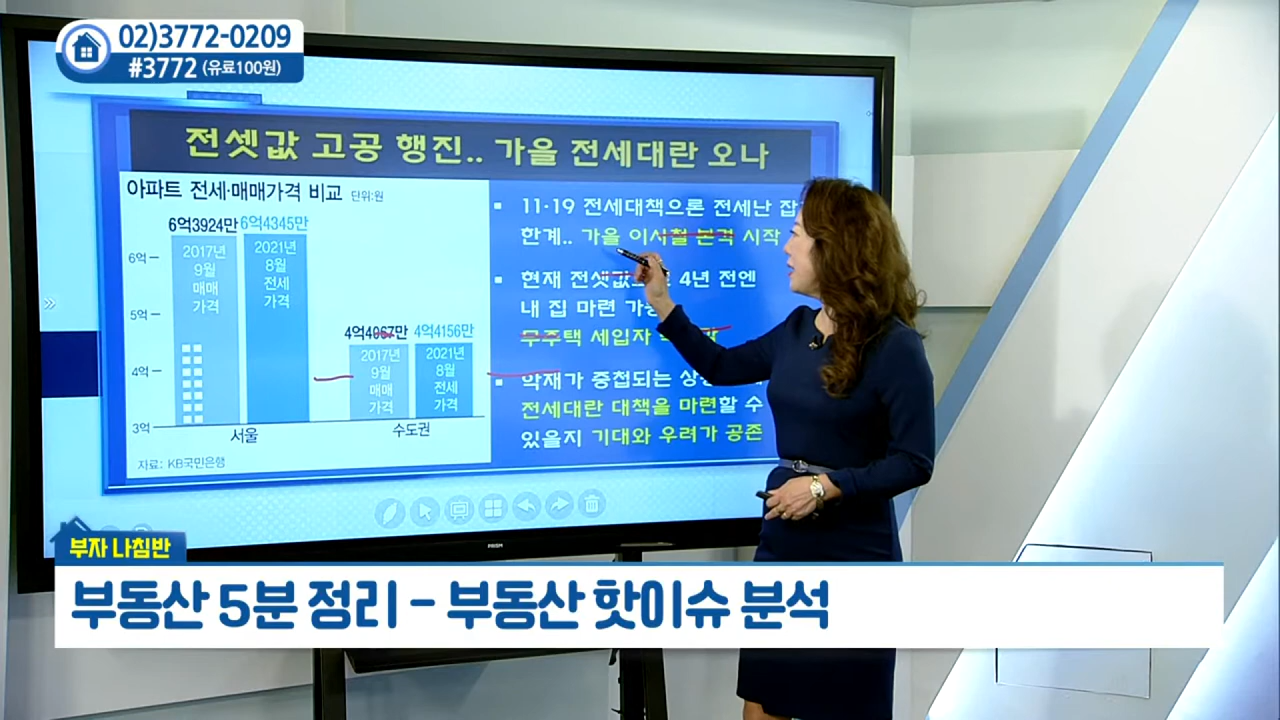 02)3772-0209
#3772 (유료100원)
전셋값 고공 행진.. 가을 전세대란 오나
아파트 전세·매매가격 비교 단위:원
6억3924만 6억4345만
2017년
9월
매매
가격
2021년
8월
전세
가격
6억
5억
4억
3억
4억4067만 4억4156만
2017년
9월
매매
가격
2021년
8월
전세
가격
서울
수도권
자료: KB국민은행
11·19 전세대책으론 전세난
한계.. 가을 이사철 본격 시작
현재 전셋값으로 4년 전엔
내 집 마련
무주택 세입자
악재가 중첩되는
전세대란 대책을 마련할 수
있을지 기대와 우려가 공존
PRISM
부자 나침반
부동산 5분 정리 - 부동산 핫이슈 분석